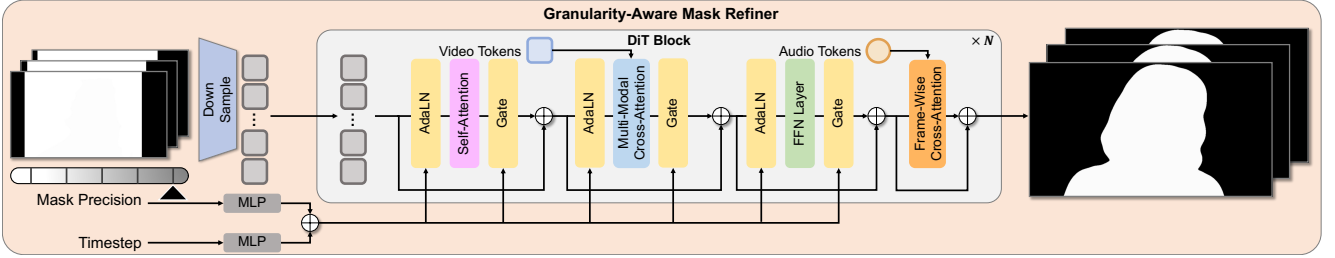 Granularity-Aware Mask Refiner
DiT Block
× N
Video Tokens
Audio Tokens
Down
Sample
AdaLN
Self-Attention
Gate
AdaLN
Multi-Modal
Cross-Attention
Gate
AdaLN
FFN Layer
Gate
Frame-Wise
Cross-Attention
Mask Precision
MLP
Timestep
MLP